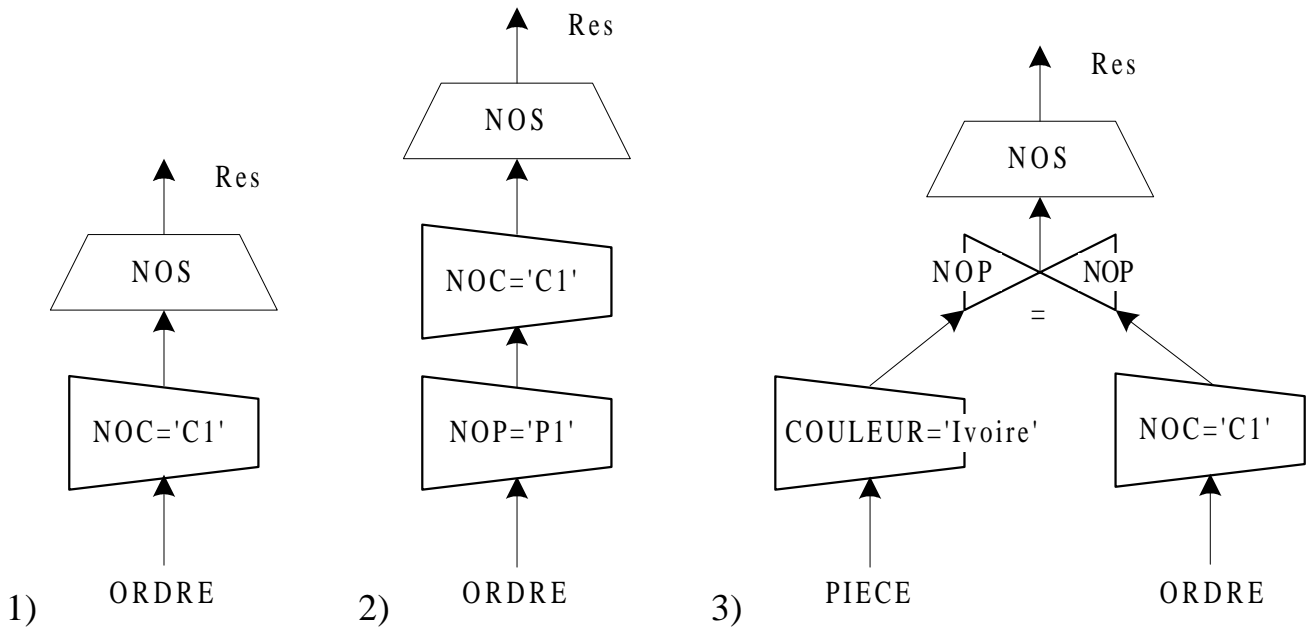 Res
NOS
NOC='C1'
ORDRE
1)
Res
NOS
NOC='C1'
NOP='P1'
ORDRE
2)
Res
NOS
NOP
NOP
=
COULEUR='Ivoire'
NOC='C1'
PIECE
ORDRE
3)